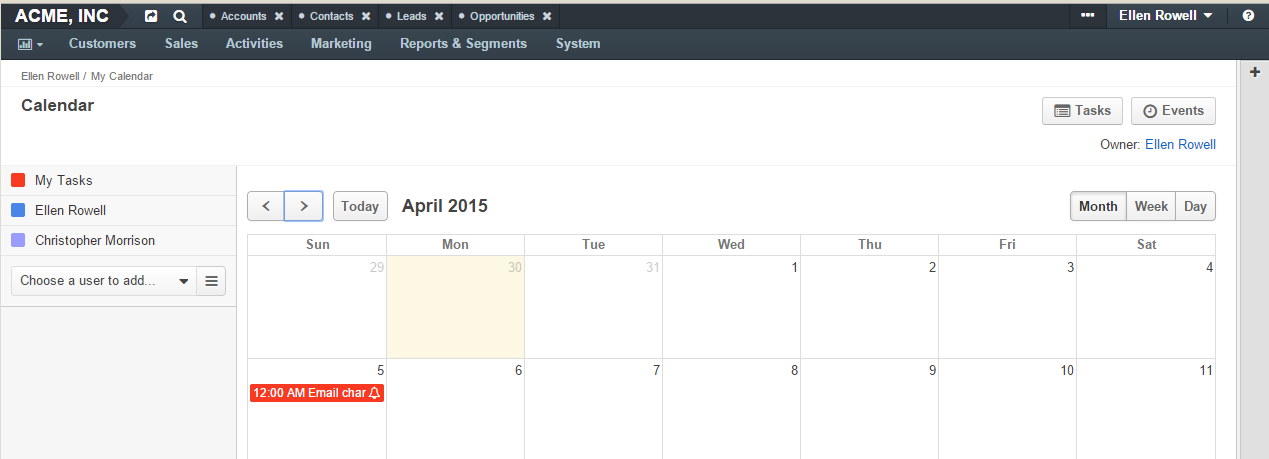 ACME, INC Accounts Contacts Leads Opportunities Ellen Rowell
Customers Sales Activities Marketing Reports & Segments System
Ellen Rowell / My Calendar
Calendar
Tasks Events
Owner: Ellen Rowell
My Tasks
Ellen Rowell
Christopher Morrison
Choose a user to add...
Today April 2015 Month Week Day
Sun Mon Tue Wed Thu Fri Sat
29 30 31 1 2 3 4
5 6 7 8 9 10 11
12:00 AM Email char